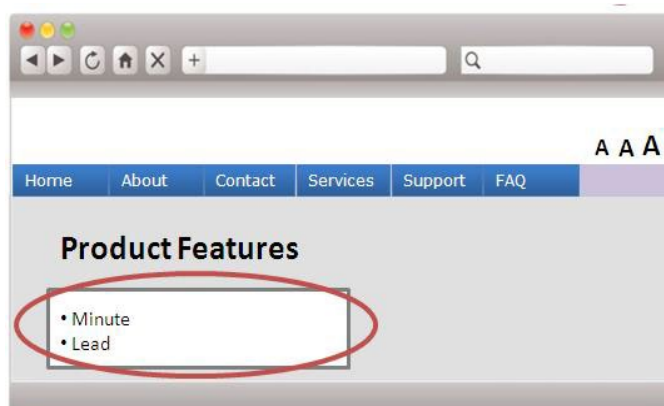 A A A
Home About Contact Services Support FAQ
Product Features
• Minute
• Lead